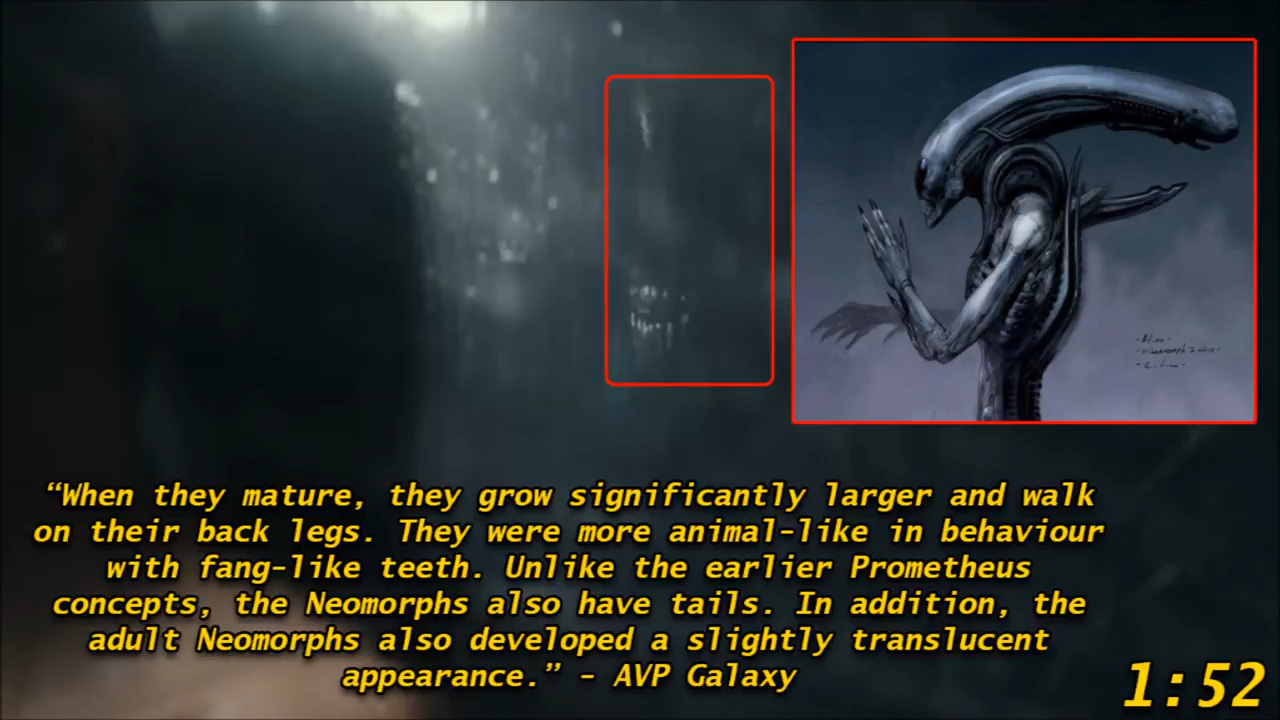 “When they mature, they grow significantly larger and walk
on their back legs. They were more animal-like in behaviour
with fang-like teeth. Unlike the earlier Prometheus
concepts, the Neomorphs also have tails. In addition, the
adult Neomorphs also developed a slightly translucent
appearance.” - AVP Galaxy
1:52